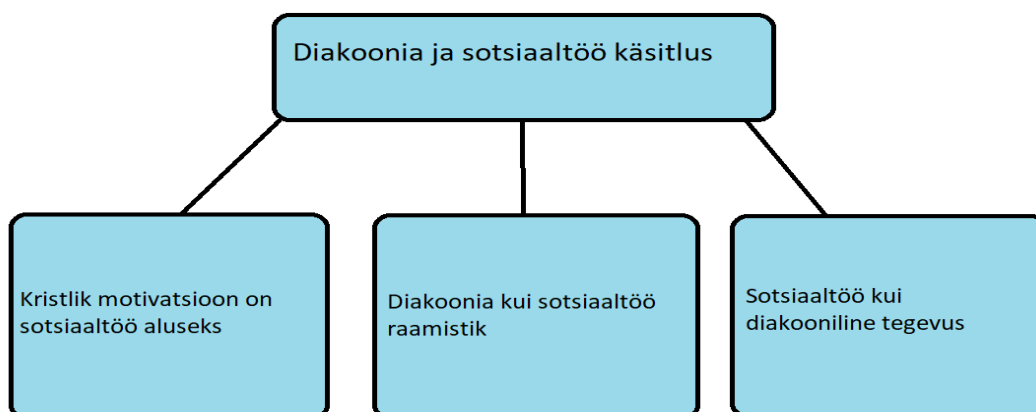 Diakoonia ja sotsiaaltöö käsitlus
Kristlik motivatsioon on
sotsiaaltöö aluseks
Diakoonia kui sotsiaaltöö
raamistik
Sotsiaaltöö kui
diakooniline tegevus